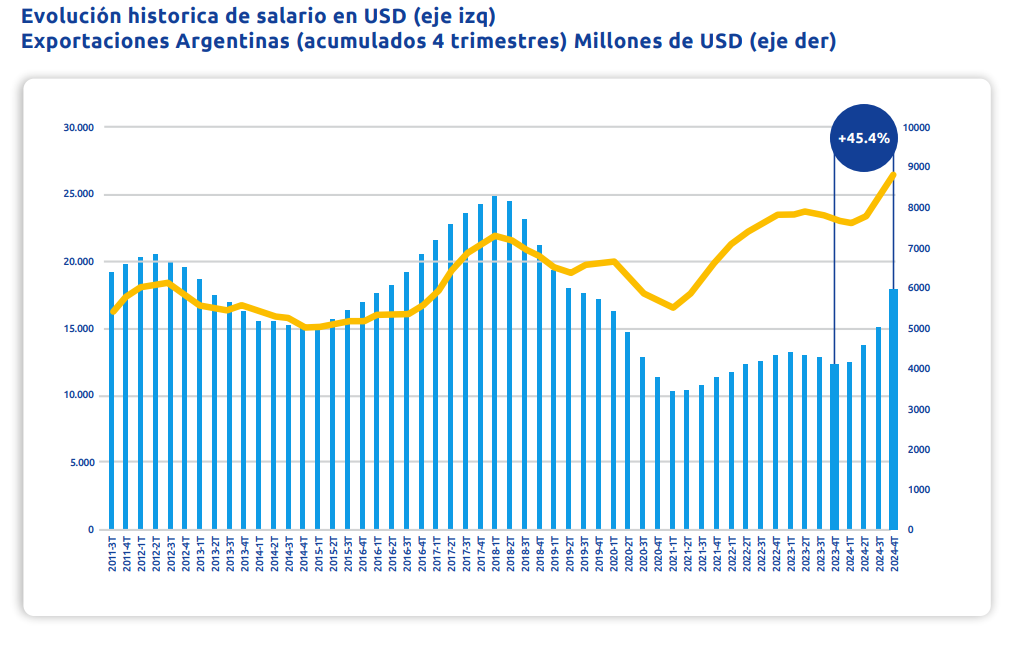 Evolución historica de salario en USD (eje izq)
Exportaciones Argentinas (acumulados 4 trimestres) Millones de USD (eje der)
+45.4%
30.000
25.000
20.000
15.000
10.000
5.000
0
10000
9000
8000
7000
6000
5000
4000
3000
2000
1000
0
2011-3T
2011-4T
2012-1T
2012-2T
2012-3T
2012-4T
2013-1T
2013-2T
2013-3T
2013-4T
2014-1T
2014-2T
2014-3T
2014-4T
2015-1T
2015-2T
2015-3T
2015-4T
2016-1T
2016-2T
2016-3T
2016-4T
2017-1T
2017-2T
2017-3T
2017-4T
2018-1T
2018-2T
2018-3T
2018-4T
2019-1T
2019-2T
2019-3T
2019-4T
2020-1T
2020-2T
2020-3T
2020-4T
2021-1T
2021-2T
2021-3T
2021-4T
2022-1T
2022-2T
2022-3T
2022-4T
2023-1T
2023-2T
2023-3T
2023-4T
2024-1T
2024-2T
2024-3T
2024-4T